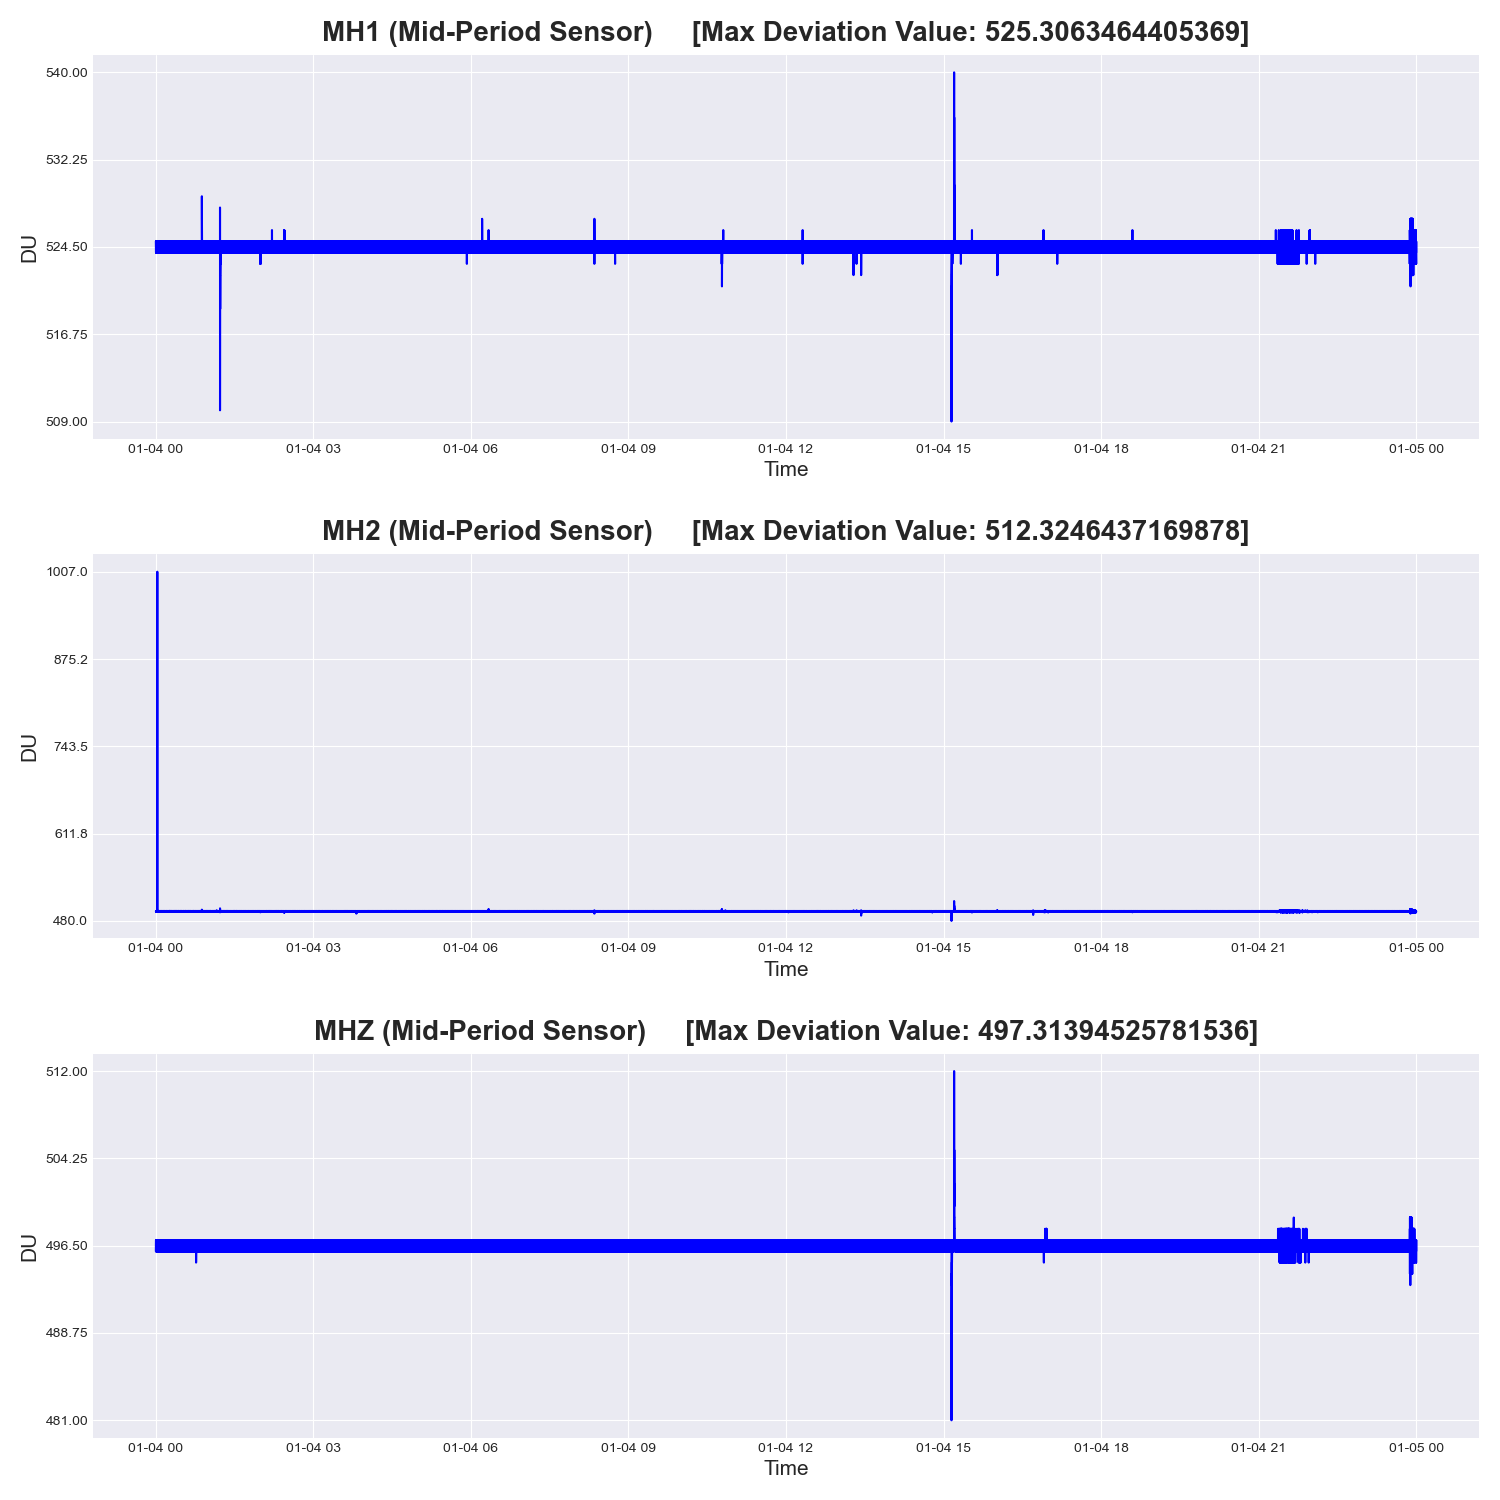 MH1 (Mid-Period Sensor) [Max Deviation Value: 525.3063464405369]
540.00
532.25
524.50
516.75
509.00
DU
01-04 00 01-04 03 01-04 06 01-04 09 01-04 12 01-04 15 01-04 18 01-04 21 01-05 00
Time
MH2 (Mid-Period Sensor) [Max Deviation Value: 512.3246437169878]
1007.0
875.2
743.5
611.8
480.0
DU
01-04 00 01-04 03 01-04 06 01-04 09 01-04 12 01-04 15 01-04 18 01-04 21 01-05 00
Time
MHZ (Mid-Period Sensor) [Max Deviation Value: 497.31394525781536]
512.00
504.25
496.50
488.75
481.00
DU
01-04 00 01-04 03 01-04 06 01-04 09 01-04 12 01-04 15 01-04 18 01-04 21 01-05 00
Time